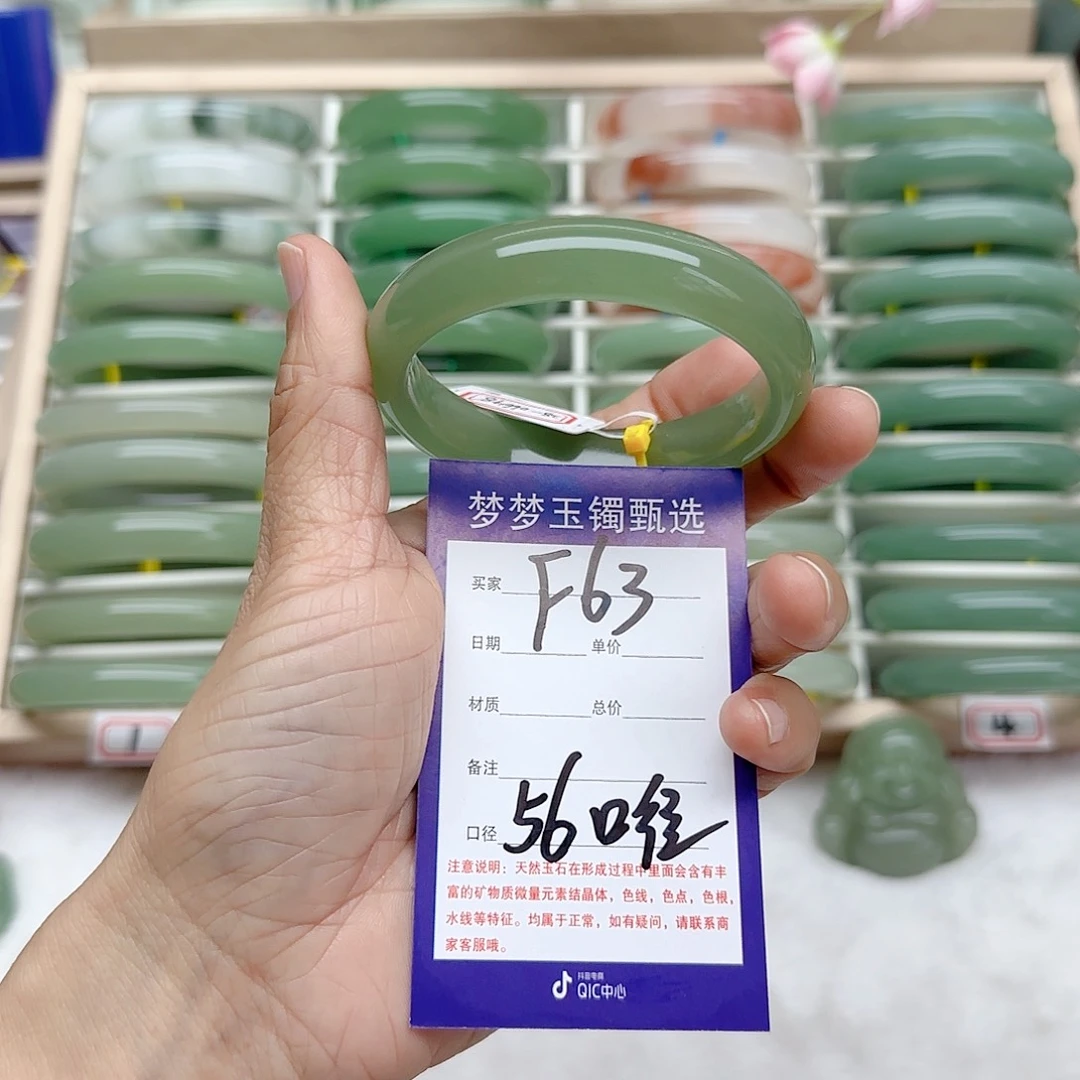 梦梦玉镯甄选
买家 F63
日期 单价
材质 总价
备注
口径 56口径
注意说明：天然玉石在形成过程中里面会含有丰
富的矿物质微量元素结晶体，色线，色点，色根，
水线等特征。均属于正常，如有疑问，请联系商
家客服哦。
抖音电商
QIC中心
1
4